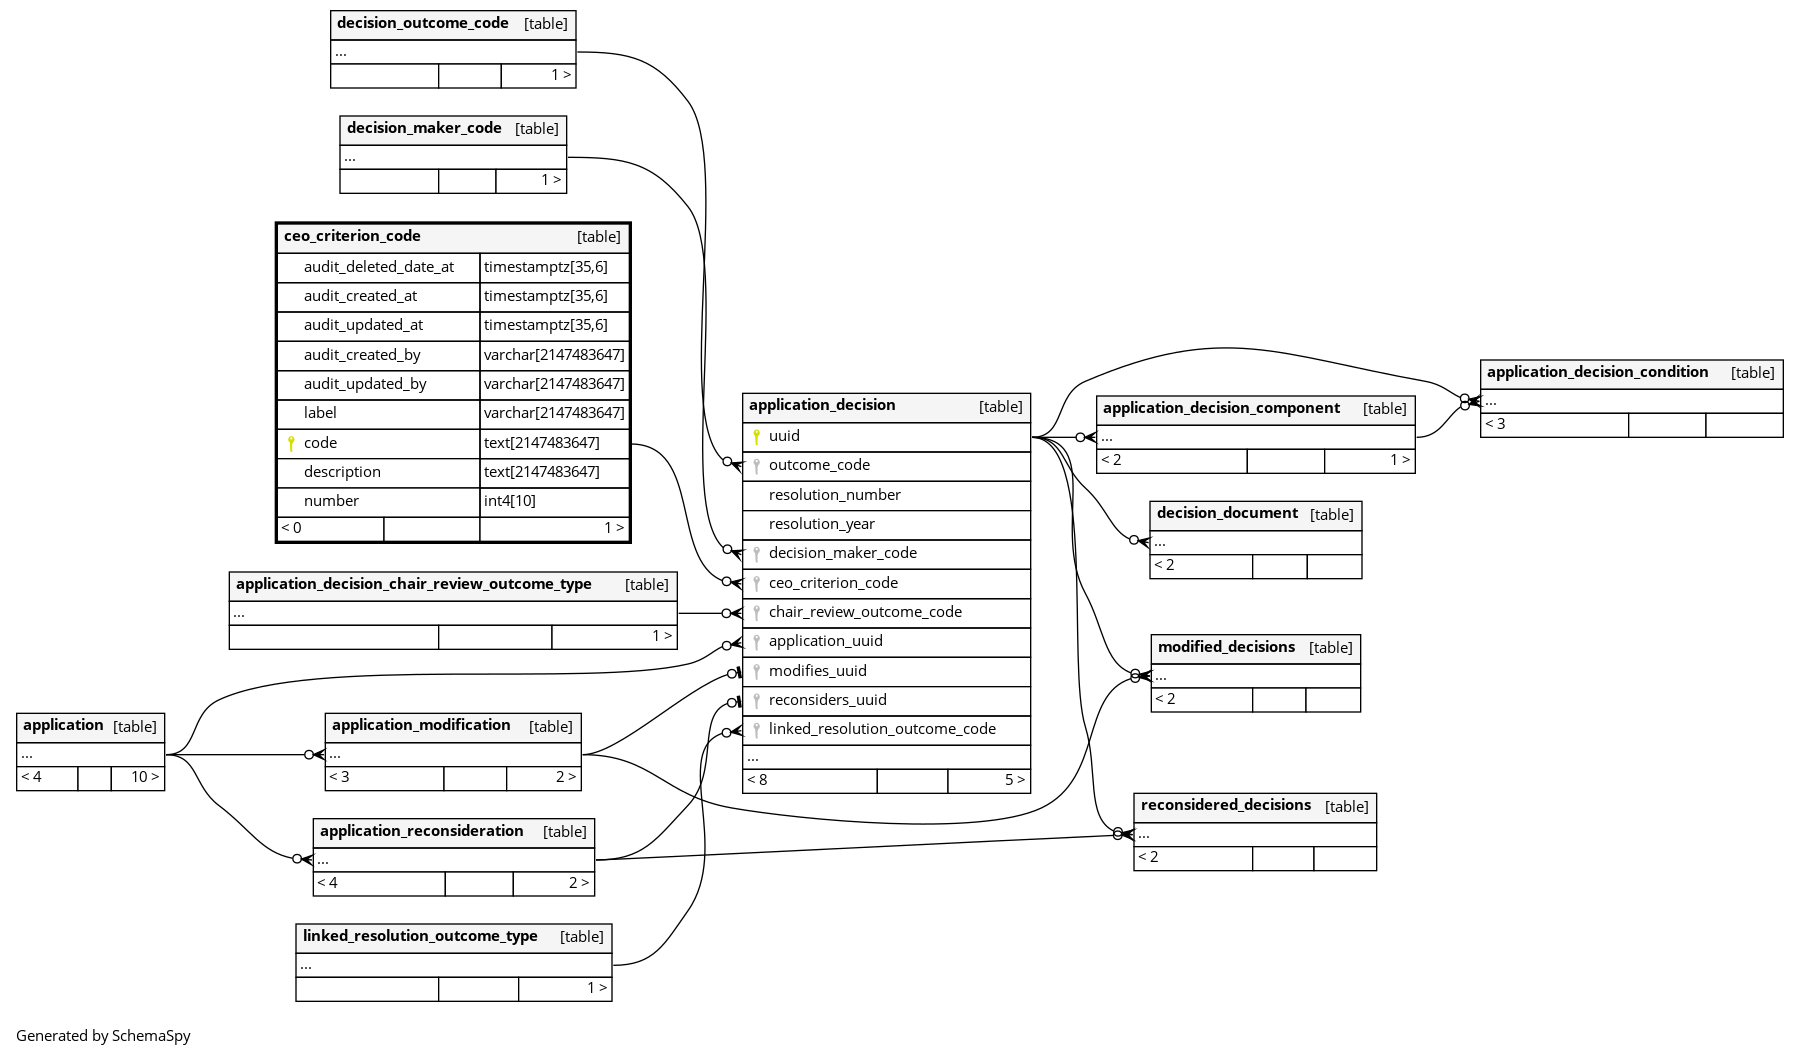 decision_outcome_code [table]
...
1 >
decision_maker_code [table]
...
1 >
ceo_criterion_code [table]
audit_deleted_date_at timestamptz[35,6]
audit_created_at timestamptz[35,6]
audit_updated_at timestamptz[35,6]
audit_created_by varchar[2147483647]
audit_updated_by varchar[2147483647]
label varchar[2147483647]
code text[2147483647]
description text[2147483647]
number int4[10]
< 0 1 >
application_decision_chair_review_outcome_type [table]
...
1 >
application [table]
...
< 4 10 >
application_modification [table]
...
< 3 2 >
application_reconsideration [table]
...
< 4 2 >
linked_resolution_outcome_type [table]
...
1 >
application_decision [table]
uuid
outcome_code
resolution_number
resolution_year
decision_maker_code
ceo_criterion_code
chair_review_outcome_code
application_uuid
modifies_uuid
reconsiders_uuid
linked_resolution_outcome_code
...
< 8 5 >
application_decision_component [table]
...
< 2 1 >
application_decision_condition [table]
...
< 3
decision_document [table]
...
< 2
modified_decisions [table]
...
< 2
reconsidered_decisions [table]
...
< 2
Generated by SchemaSpy